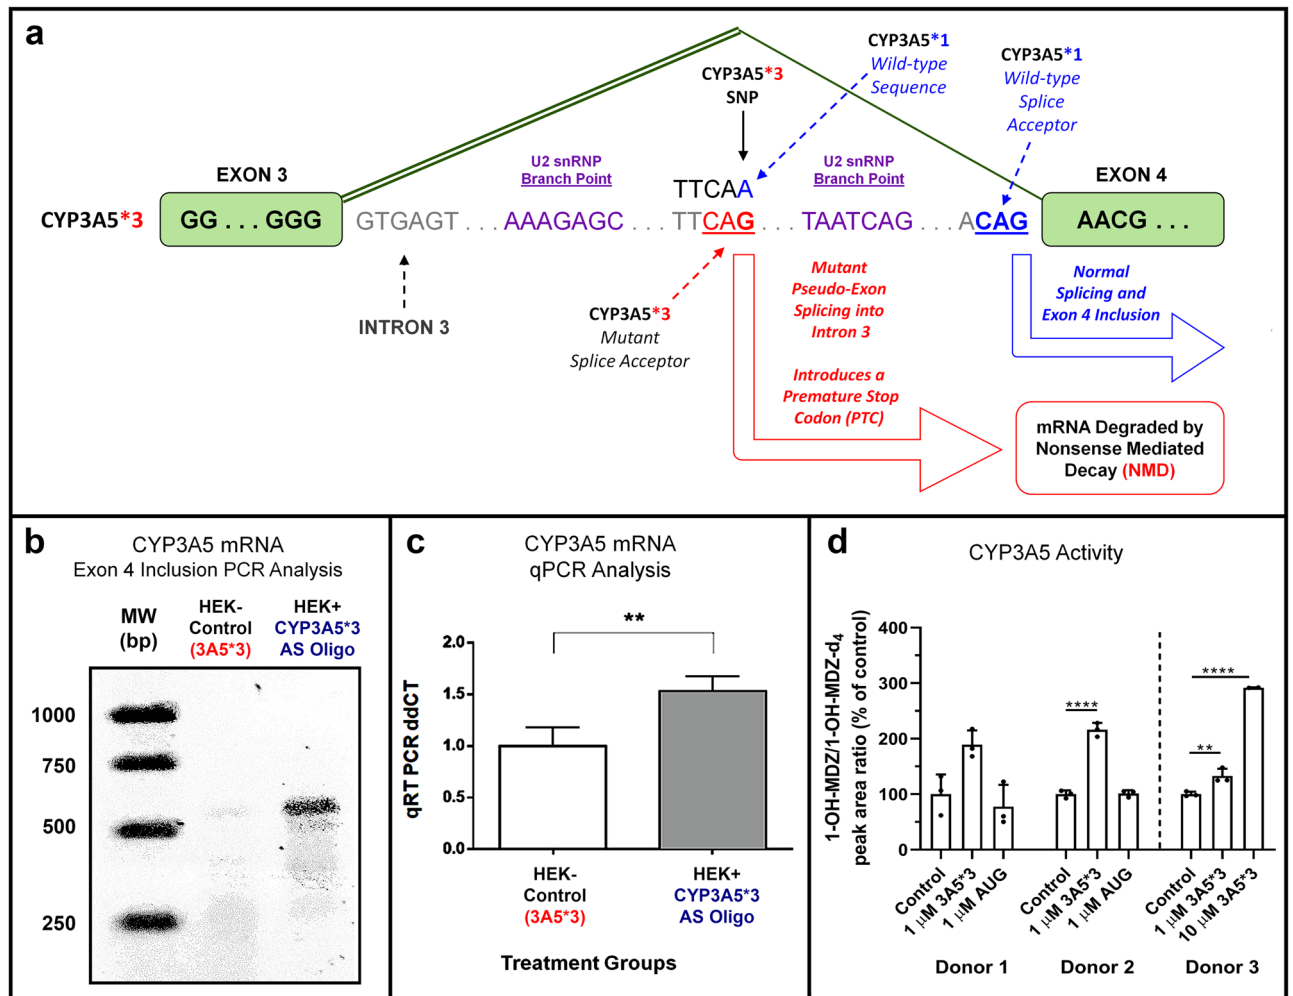 a
CYP3A5*1
Wild-type
Sequence
CYP3A5*1
Wild-type
Splice
Acceptor
CYP3A5*3
SNP
EXON 3
U2 snRNP
Branch Point
U2 snRNP
Branch Point
EXON 4
TTCAA
CYP3A5*3 GG . . . GGG GTGAGT . . . AAAGAGC . . . TTCAG . . . TAATCAG . . . ACAG AACG . . .
INTRON 3
CYP3A5*3
Mutant
Splice Acceptor
Mutant
Pseudo-Exon
Splicing into
Intron 3
Introduces a
Premature Stop
Codon (PTC)
Normal
Splicing and
Exon 4 Inclusion
mRNA Degraded by
Nonsense Mediated
Decay (NMD)
b
CYP3A5 mRNA
Exon 4 Inclusion PCR Analysis
MW
(bp)
HEK-
Control
(3A5*3)
HEK+
CYP3A5*3
AS Oligo
1000
750
500
250
c
CYP3A5 mRNA
qPCR Analysis
qRT PCR ddCT
2.0
1.5
1.0
0.5
0.0
**
HEK-
Control
(3A5*3)
HEK+
CYP3A5*3
AS Oligo
Treatment Groups
d
CYP3A5 Activity
1-OH-MDZ/1-OH-MDZ-d4
peak area ratio (% of control)
400
300
200
100
0
****
**
****
Control
1 µM 3A5*3
1 µM AUG
Control
1 µM 3A5*3
1 µM AUG
Control
1 µM 3A5*3
10 µM 3A5*3
Donor 1
Donor 2
Donor 3